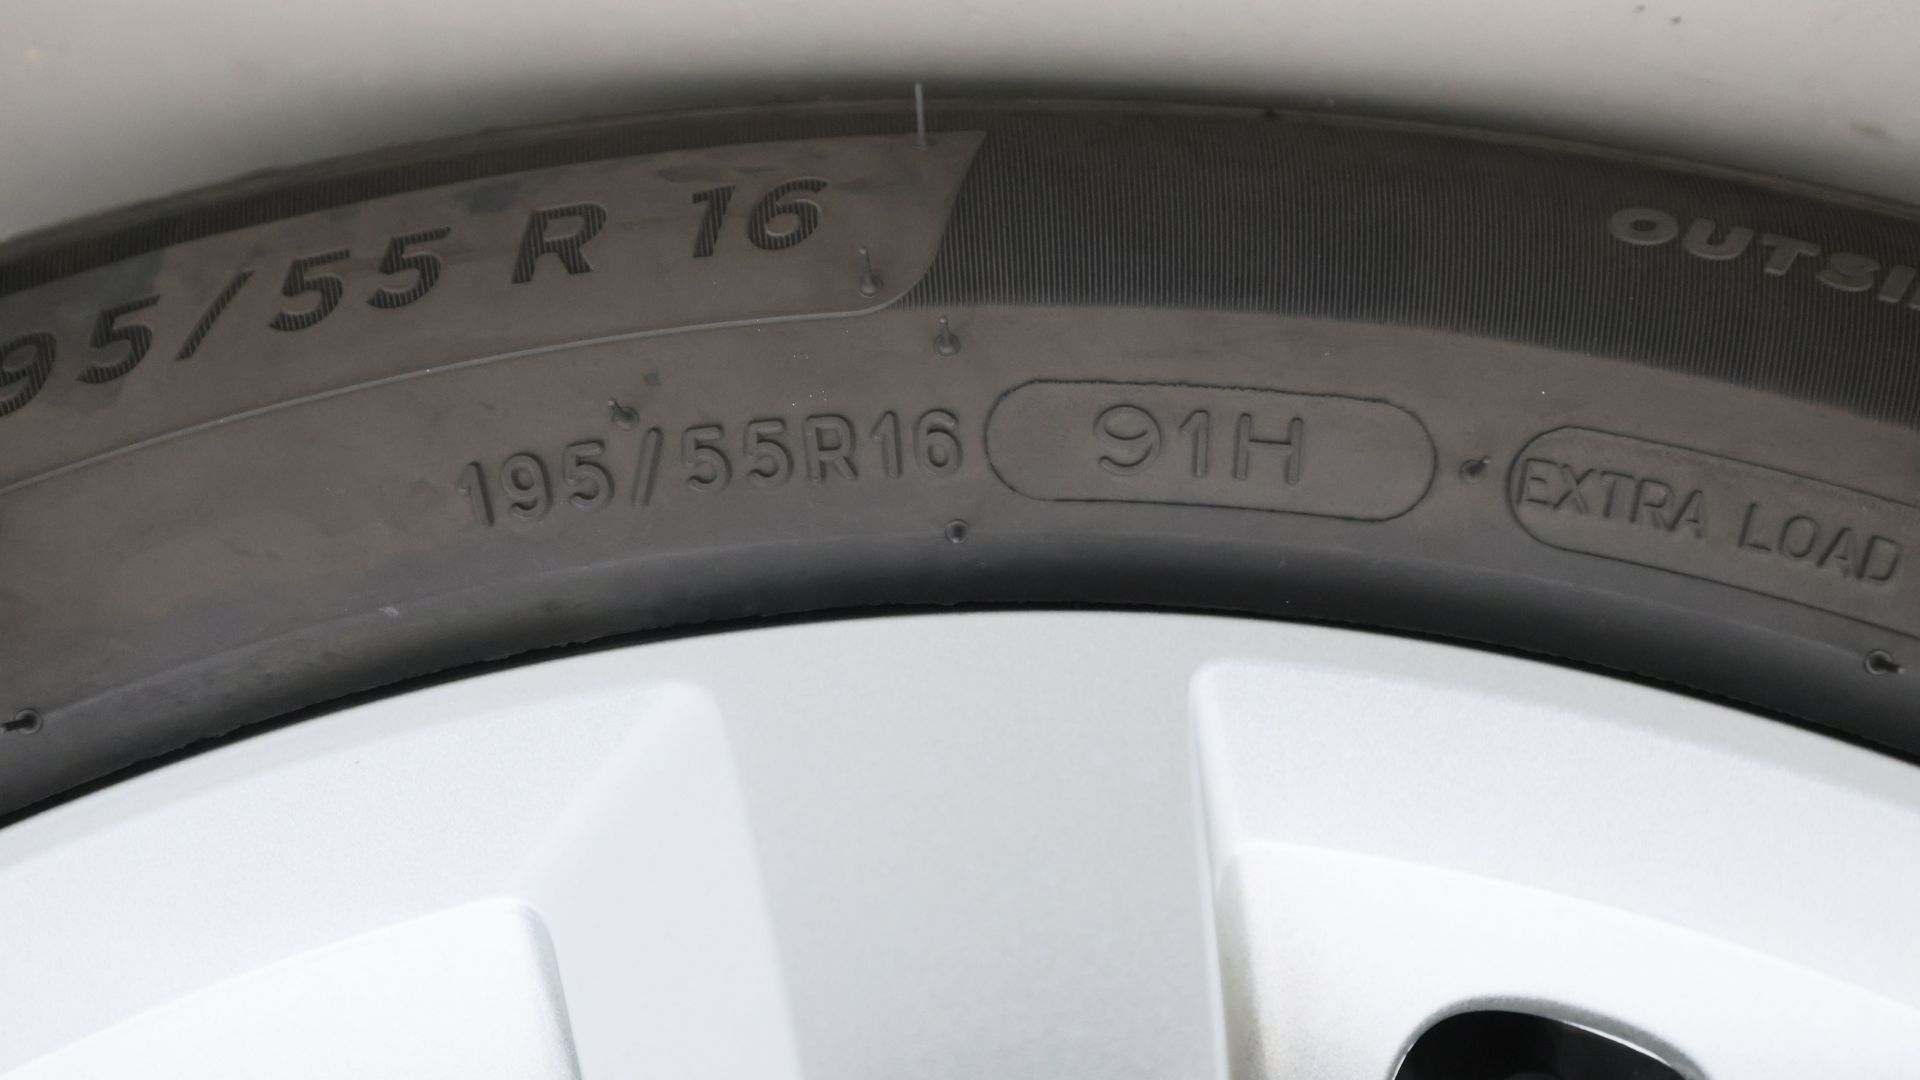 95/55 R 16
OUTSI
195/55R16 91H EXTRA LOAD